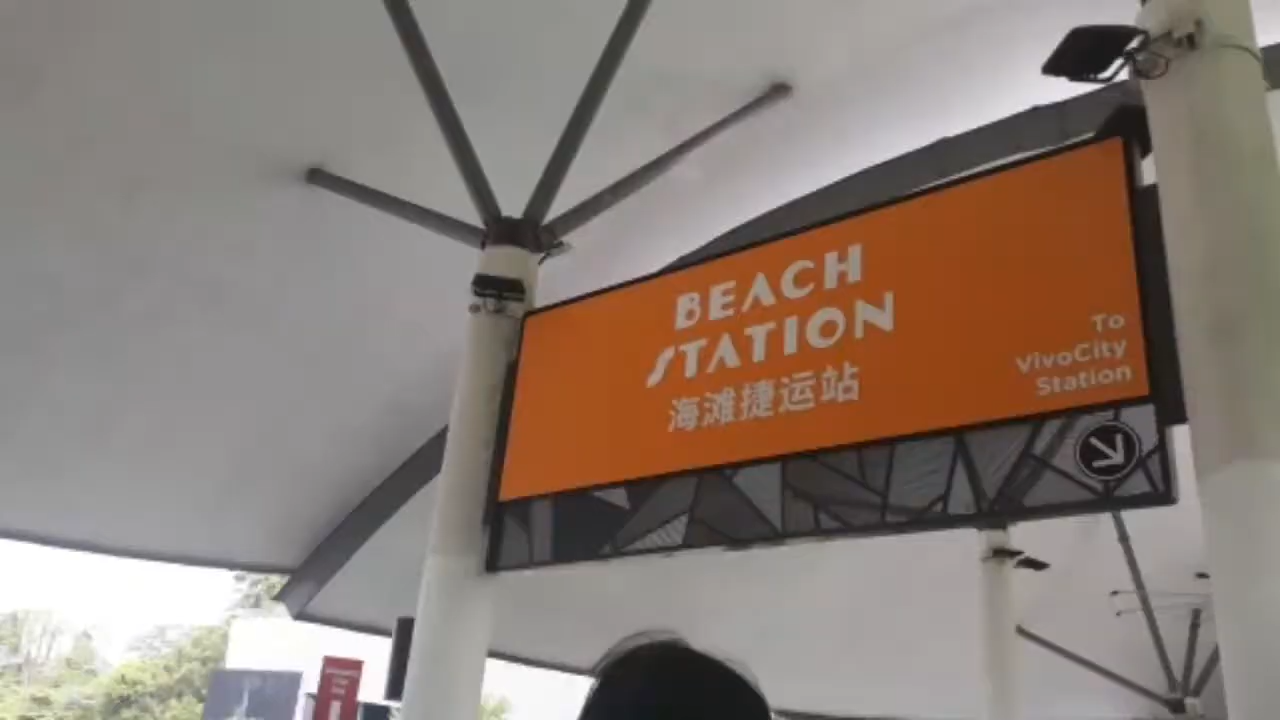 BEACH
STATION
海滩捷运站
To
VivoCity
Station